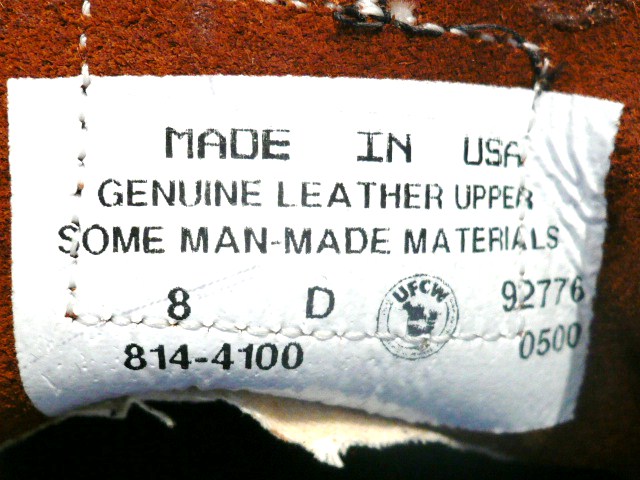 MADE IN USA
GENUINE LEATHER UPPER
SOME MAN-MADE MATERIALS
8 D UFCW 92776
814-4100 0500